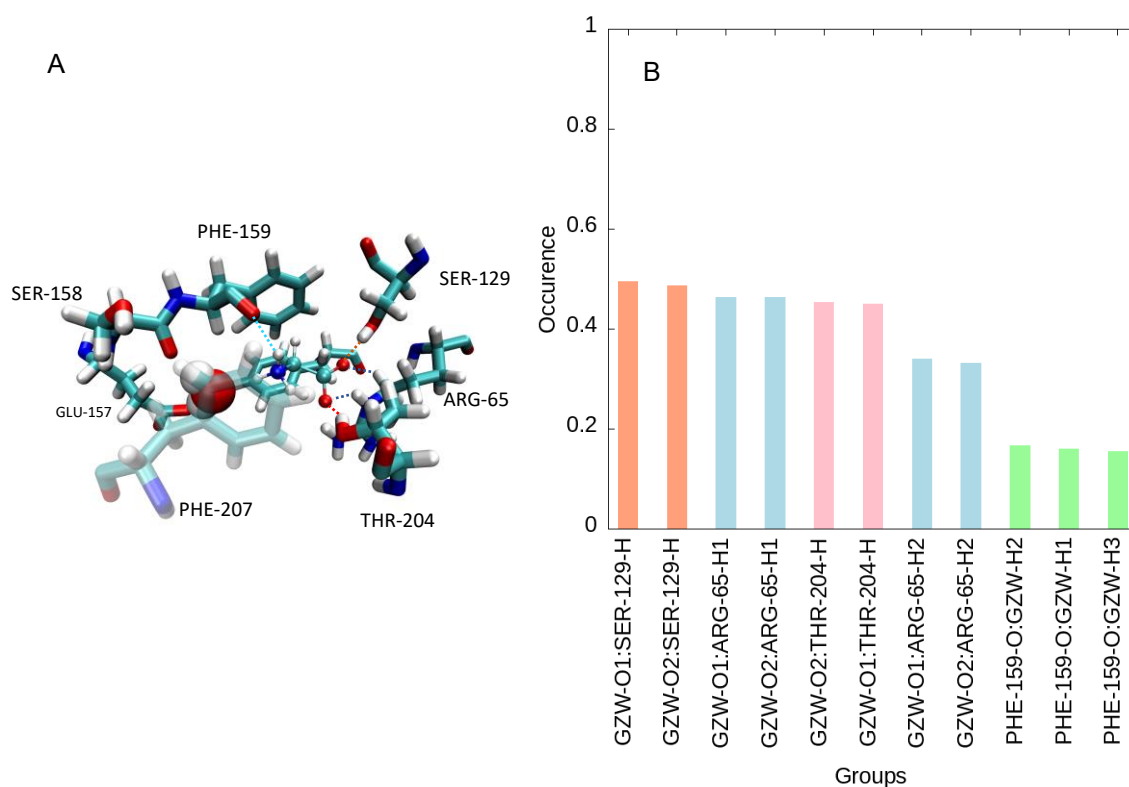 A
PHE-159
SER-129
SER-158
GLU-157
ARG-65
PHE-207
THR-204
B
1
0.8
0.6
0.4
0.2
0
Occurence
GZW-O1:SER-129-H
GZW-O2:SER-129-H
GZW-O1:ARG-65-H1
GZW-O2:ARG-65-H1
GZW-O2:THR-204-H
GZW-O1:THR-204-H
GZW-O1:ARG-65-H2
GZW-O2:ARG-65-H2
PHE-159-O:GZW-H2
PHE-159-O:GZW-H1
PHE-159-O:GZW-H3
Groups